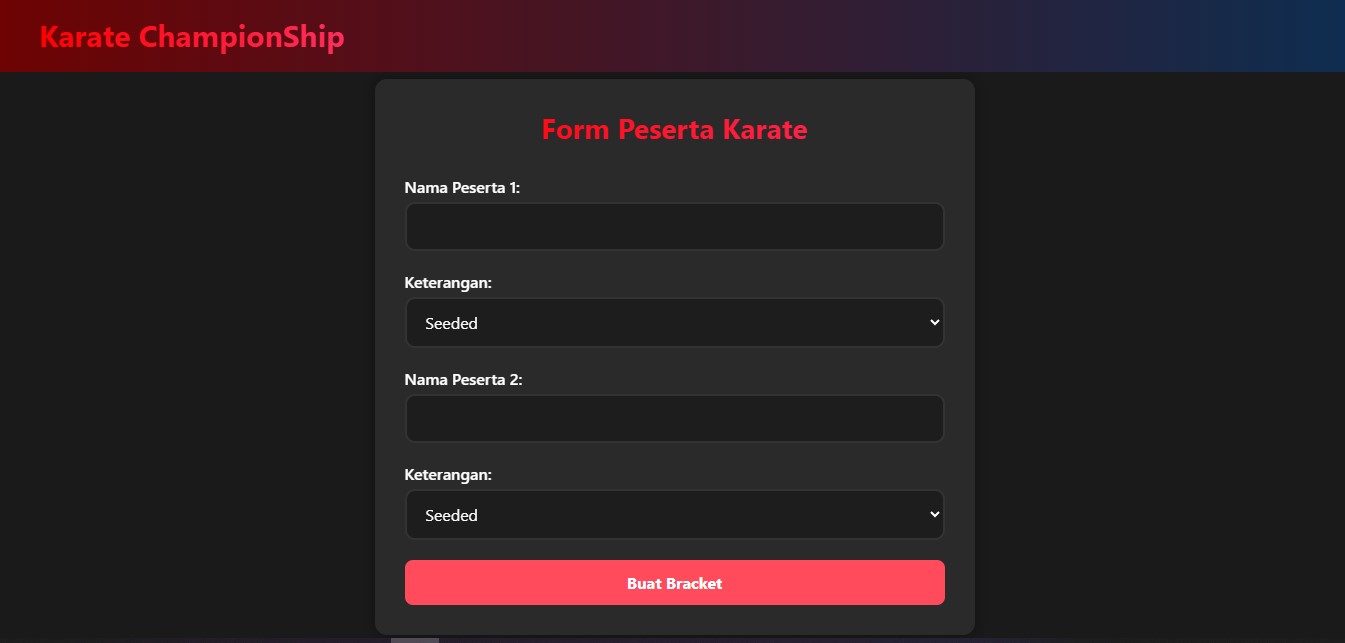 Karate ChampionShip
Form Peserta Karate
Nama Peserta 1:
Keterangan:
Seeded
Nama Peserta 2:
Keterangan:
Seeded
Buat Bracket